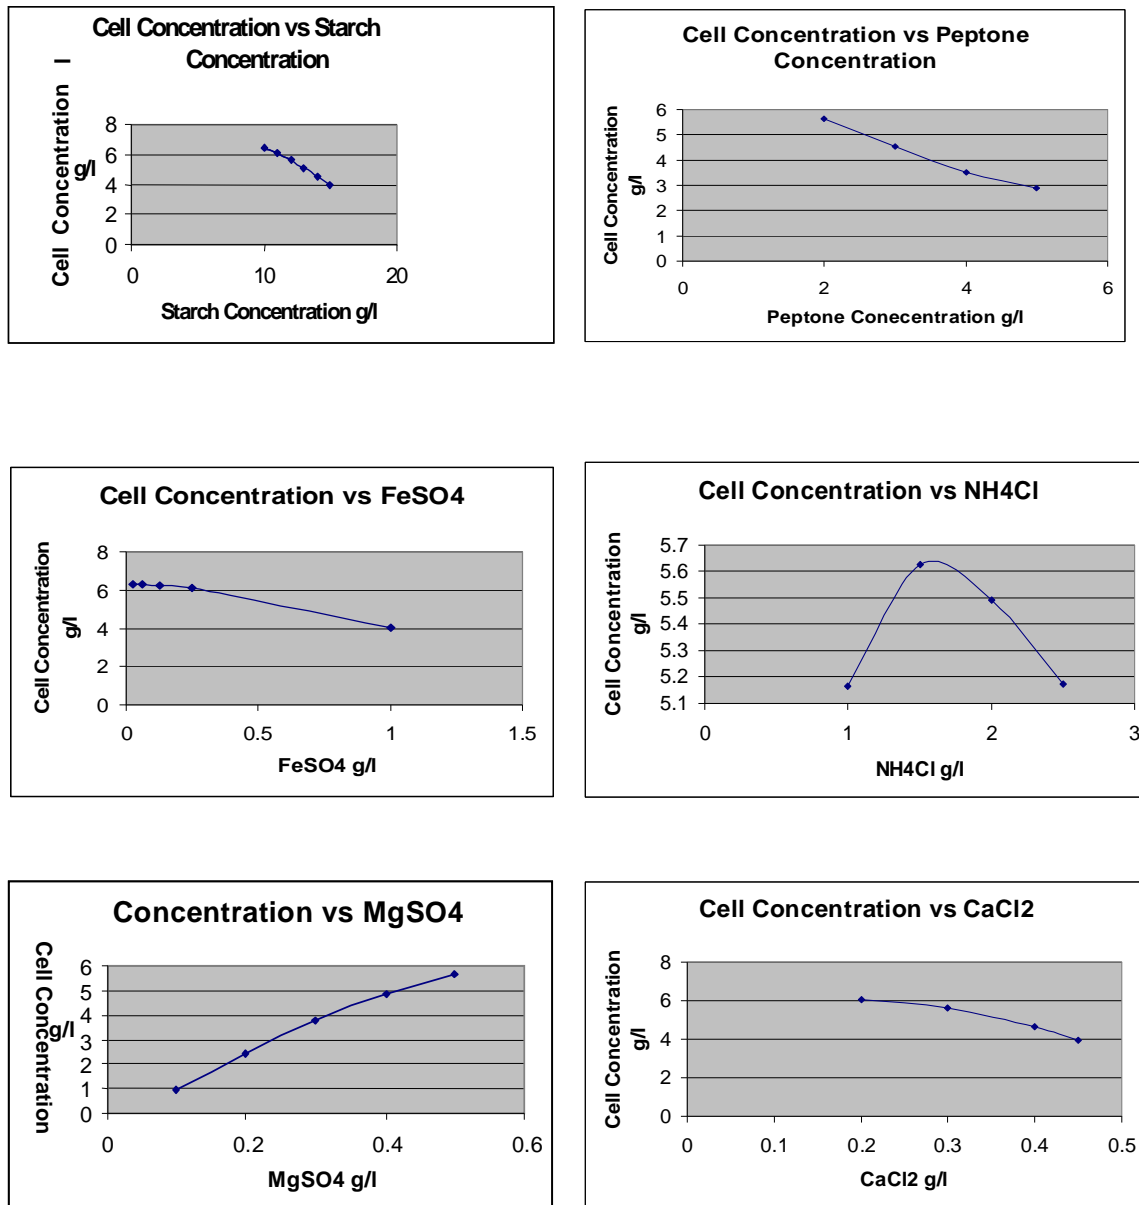 Cell Concentration vs Starch
Concentration
Cell Concentration I
g/l
8
6
4
2
0
0 10 20
Starch Concentration g/l
Cell Concentration vs Peptone
Concentration
Cell Concentration
g/l
6
5
4
3
2
1
0
0 2 4 6
Peptone Conecentration g/l
Cell Concentration vs FeSO4
Cell Concentration
g/l
8
6
4
2
0
0 0.5 1 1.5
FeSO4 g/l
Cell Concentration vs NH4Cl
Cell Concentration
g/l
5.7
5.6
5.5
5.4
5.3
5.2
5.1
0 1 2 3
NH4Cl g/l
Concentration vs MgSO4
Cell Concentration
g/l
6
5
4
3
2
1
0
0 0.2 0.4 0.6
MgSO4 g/l
Cell Concentration vs CaCl2
Cell Concentration
g/l
8
6
4
2
0
0 0.1 0.2 0.3 0.4 0.5
CaCl2 g/l